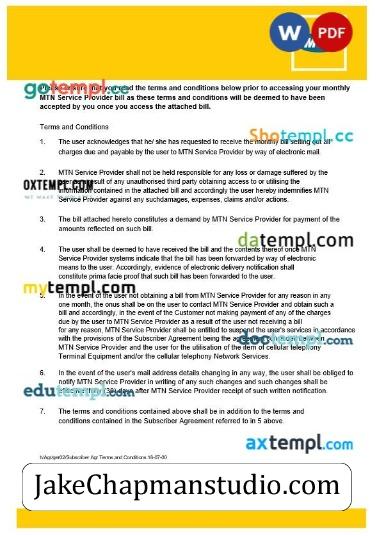 W PDF
gotempl.cc
Please ensure that you read the terms and conditions below prior to accessing your monthly
MTN Service Provider bill as these terms and conditions will be deemed to have been
accepted by you once you access the attached bill.
Terms and Conditions
Shotempl.cc
1. The user acknowledges that he/ she has requested to receive the monthly bill setting out all
charges due and payable by the user to MTN Service Provider by way of electronic mail.
2. MTN Service Provider shall not be held responsible for any loss or damage suffered by the
OXTEMPL.COM
result of any unauthorised third party obtaining access to or utilising the
information contained in the attached bill and accordingly the user hereby indemnifies MTN
Service Provider against any suchdamages, expenses, claims and/or actions.
3. The bill attached hereto constitutes a demand by MTN Service Provider for payment of the
amounts reflected on such bill.
datempl.com
4. The user shall be deemed to have received the bill and the contents thereof once MTN
Service Provider systems indicate that the bill has been forwarded by way of electronic
means to the user. Accordingly, evidence of electronic delivery notification shall
constitute prima facie proof that such bill has been forwarded to the user.
mytempl.com
5. In the event of the user not obtaining a bill from MTN Service Provider for any reason in any
one month, the onus shall be on the user to contact MTN Service Provider and obtain such a
bill and accordingly, in the event of the Customer not making payment of any of the charges
due by the user to MTN Service Provider as a result of the user not receiving a bill
for any reason, MTN Service Provider shall be entitled to suspend the user's services in accordance
with the provisions of the Subscriber Agreement being the
doctempl.com
MTN Service Provider and the user for the utilisation of the item of cellular telephony
Terminal Equipment/and/or the cellular telephony Network Services.
6. In the event of the user's mail address details changing in any way, the user shall be obliged to
notify MTN Service Provider in writing of any such changes and such changes shall be
edutempl.com
days after MTN Service Provider receipt of such written notification.
7. The terms and conditions contained above shall be in addition to the terms and
conditions contained in the Subscriber Agreement referred to in 5 above.
axtempl.com
JakeChapmanstudio.com